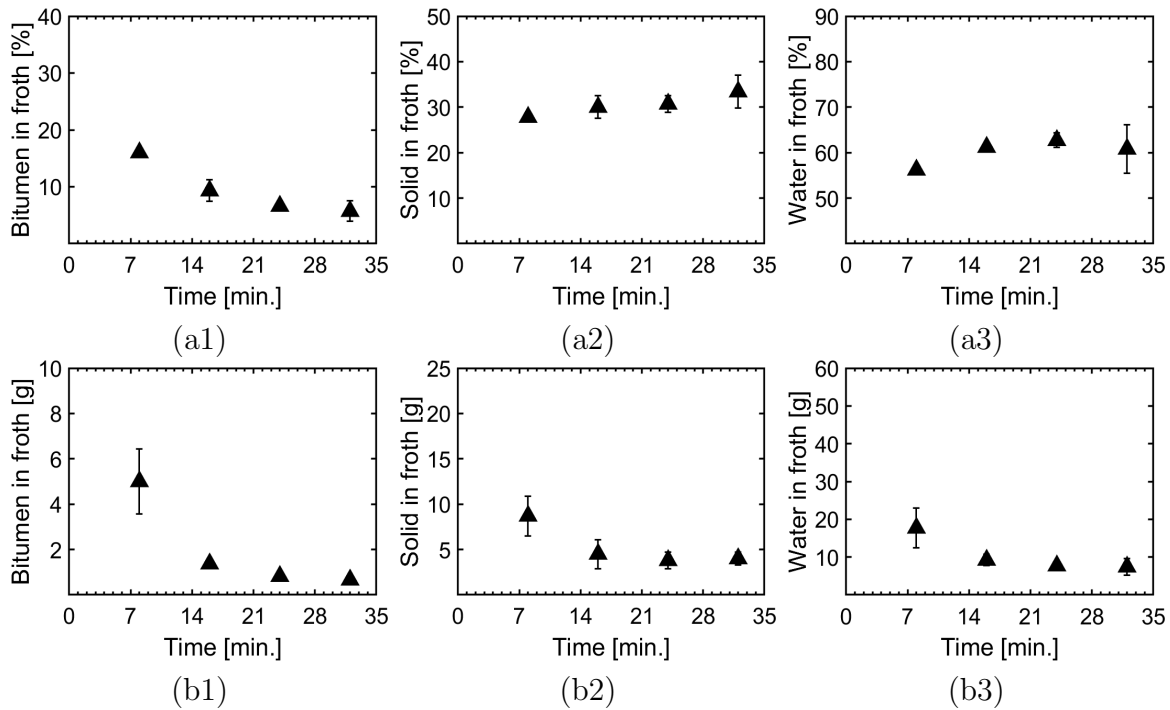 Bitumen in froth [%]
40
30
20
10
0 7 14 21 28 35
Time [min.]
(a1)
Solid in froth [%]
50
40
30
20
10
0 7 14 21 28 35
Time [min.]
(a2)
Water in froth [%]
90
80
70
60
50
0 7 14 21 28 35
Time [min.]
(a3)
Bitumen in froth [g]
10
8
6
4
2
0 7 14 21 28 35
Time [min.]
(b1)
Solid in froth [g]
25
20
15
10
5
0 7 14 21 28 35
Time [min.]
(b2)
Water in froth [g]
60
50
40
30
20
10
0 7 14 21 28 35
Time [min.]
(b3)